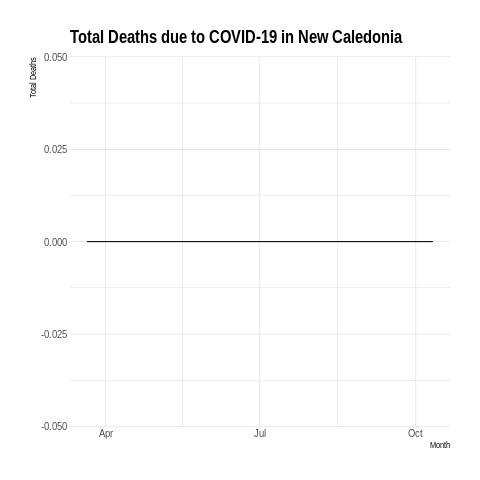 Total Deaths due to COVID-19 in New Caledonia
Total Deaths
0.050
0.025
0.000
-0.025
-0.050
Apr Jul Oct
Month